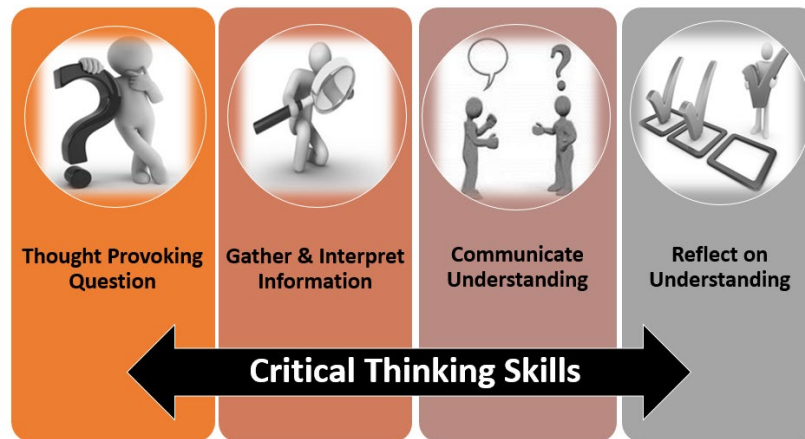 Thought Provoking
Question
Gather & Interpret
Information
Communicate
Understanding
Reflect on
Understanding
Critical Thinking Skills